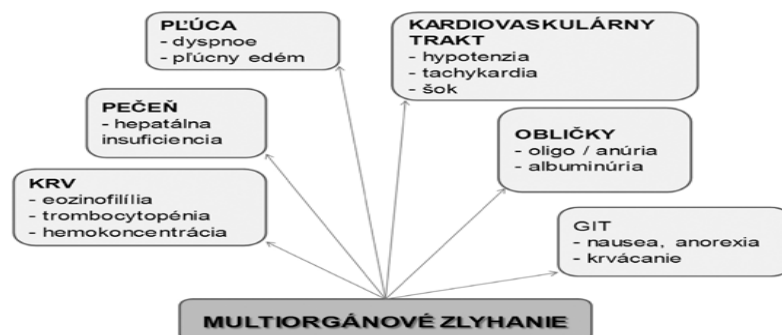 PĽÚCA
- dyspnoe
- pľúcny edém
KARDIOVASKULÁRNY
TRAKT
- hypotenzia
- tachykardia
- šok
PEČEŇ
- hepatálna
insuficiencia
OBLIČKY
- oligo / anúria
- albuminúria
KRV
- eozinofilília
- trombocytopénia
- hemokoncentrácia
GIT
- nausea, anorexia
- krvácanie
MULTIORGÁNOVÉ ZLYHANIE